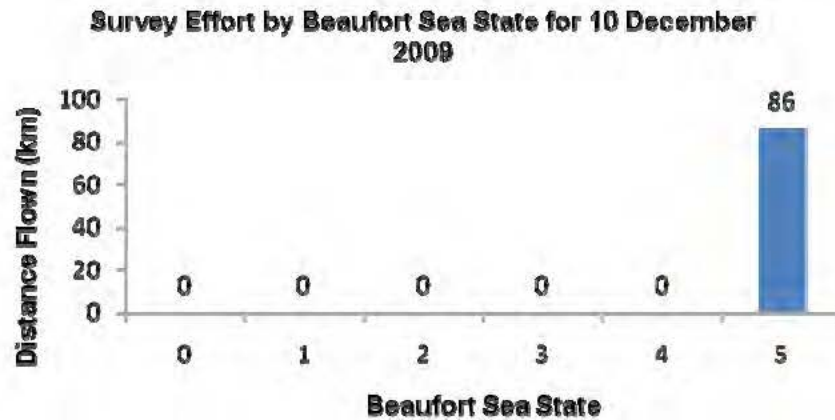 Survey Effort by Beaufort Sea State for 10 December
2009
Distance Flown (km)
100
80
60
40
20
0
0 0 0 0 0 86
0 1 2 3 4 5
Beaufort Sea State